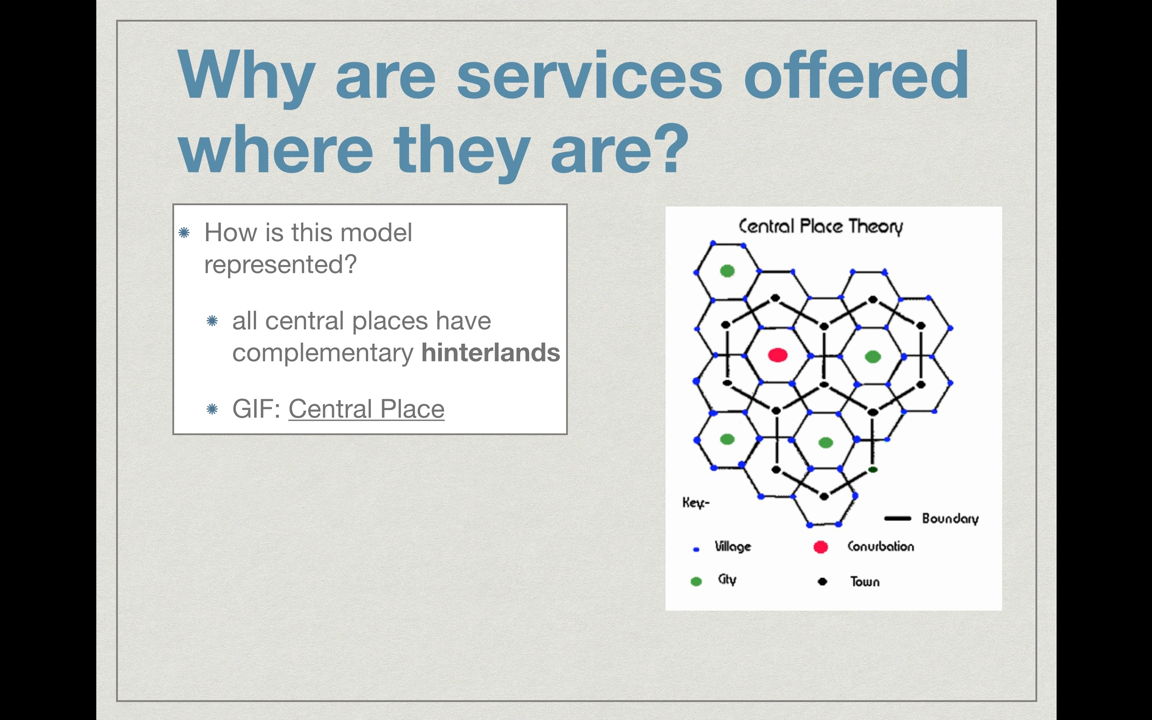 Why are services offered
where they are?
How is this model
represented?
all central places have
complementary hinterlands
GIF: Central Place
Central Place Theory
Key:-
Boundary
Village
Conurbation
City
Town